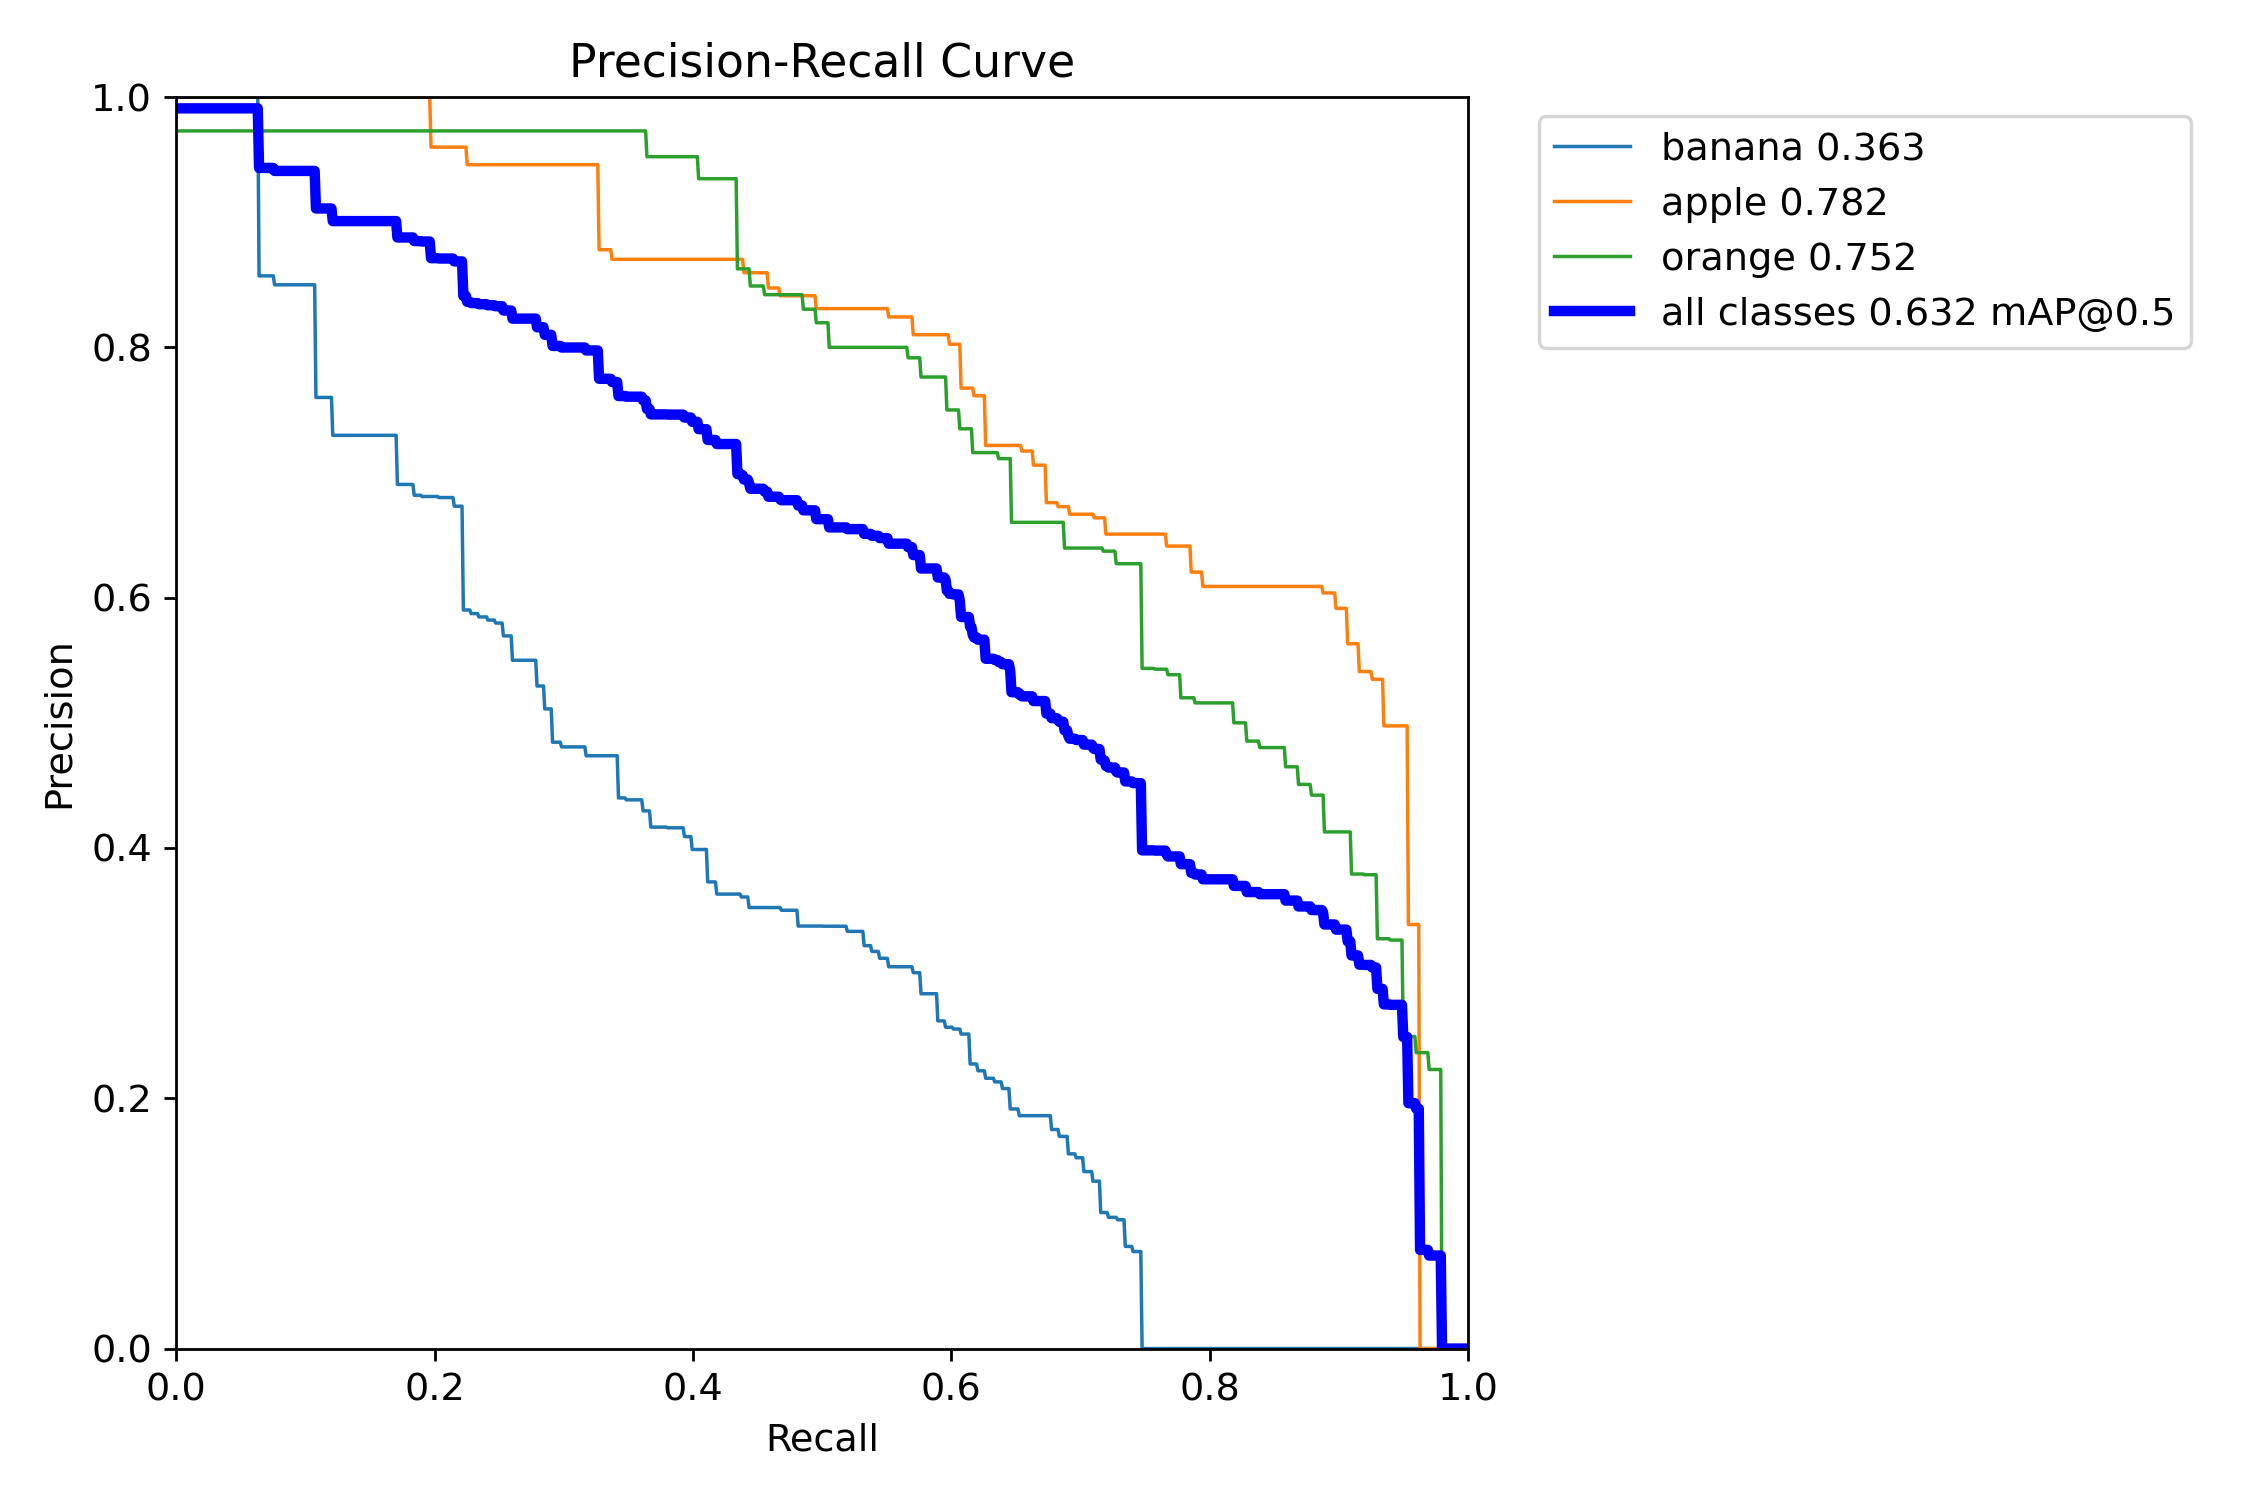 Precision-Recall Curve
1.0
0.8
0.6
0.4
0.2
0.0
Precision
0.0 0.2 0.4 0.6 0.8 1.0
Recall
banana 0.363
apple 0.782
orange 0.752
all classes 0.632 mAP@0.5